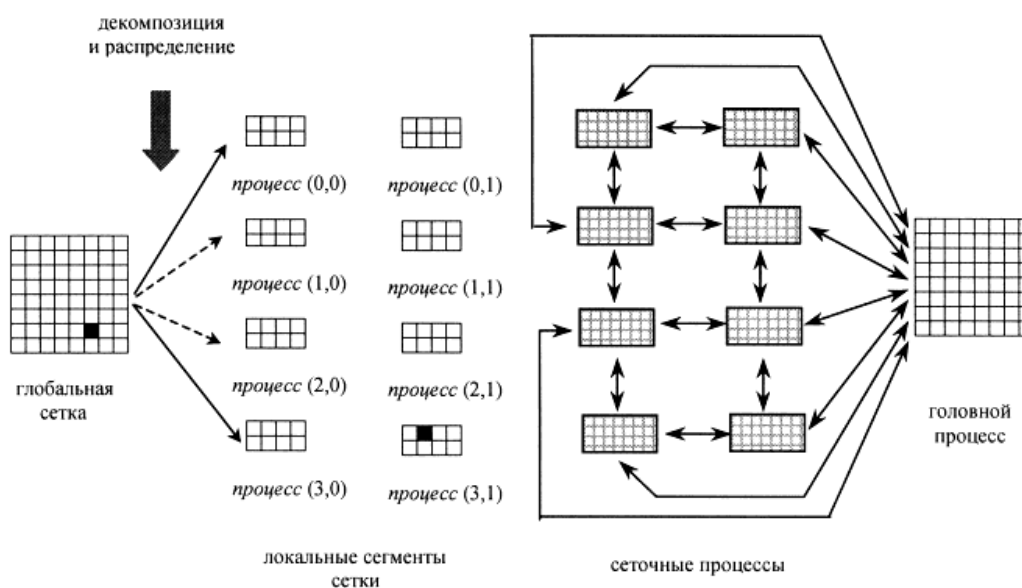 декомпозиция
и распределение
процесс (0,0)
процесс (0,1)
процесс (1,0)
процесс (1,1)
процесс (2,0)
процесс (2,1)
глобальная
сетка
процесс (3,0)
процесс (3,1)
головной
процесс
локальные сегменты
сетки
сеточные процессы